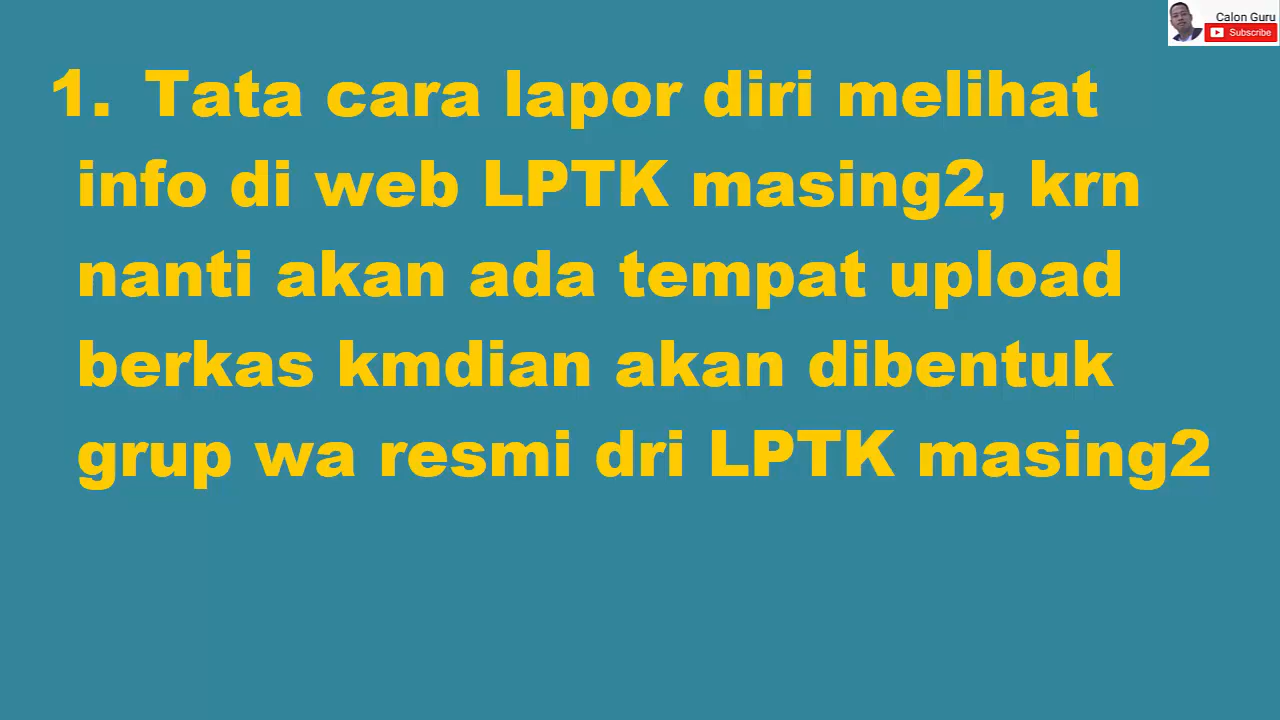 Calon Guru
Subscribe
1. Tata cara lapor diri melihat
info di web LPTK masing2, krn
nanti akan ada tempat upload
berkas kmdian akan dibentuk
grup wa resmi dri LPTK masing2